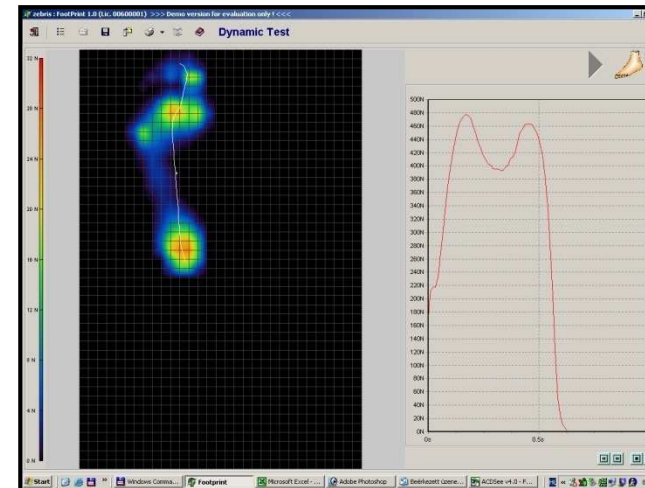 zebris : FootPrint 1.0 (Lic. 00600001) >>> Demo version for evaluation only ! <<<
Dynamic Test
32 N
28 N
24 N
20 N
16 N
12 N
8 N
4 N
0 N
500N
480N
460N
440N
420N
400N
380N
360N
340N
320N
300N
280N
260N
240N
220N
200N
180N
160N
140N
120N
100N
80N
60N
40N
20N
0N
0s
0.5s
Start
Windows Comma...
Footprint
Microsoft Excel - ...
Adobe Photoshop
Beérkezett üzene...
ACDSee v4.0 - F...